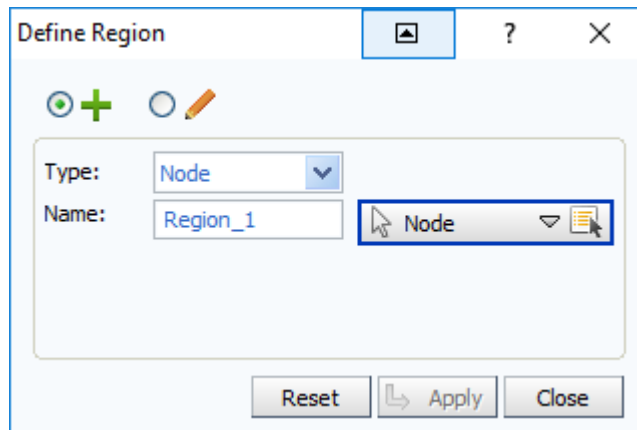 Define Region ?
Type: Node
Name: Region_1 Node
Reset Apply Close